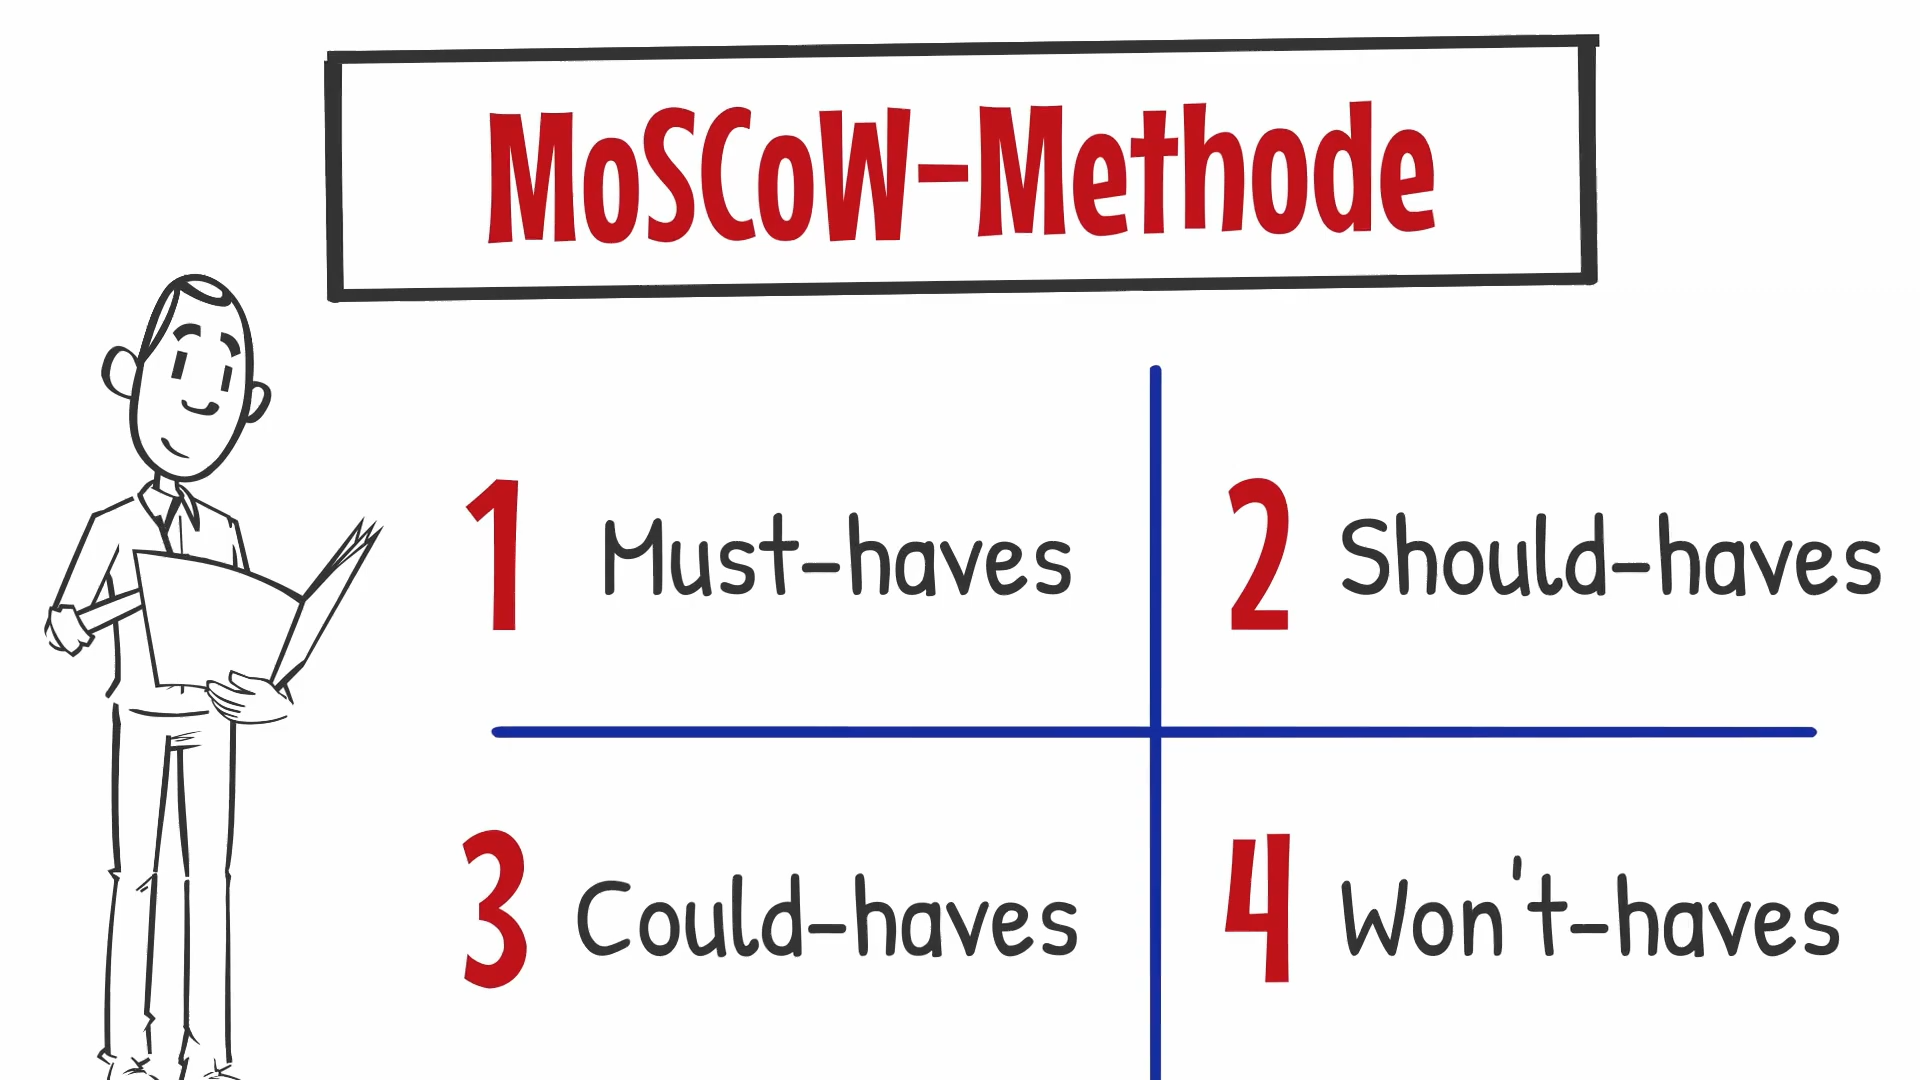 MoSCoW-Methode
1 Must-haves
2 Should-haves
3 Could-haves
4 Won't-haves